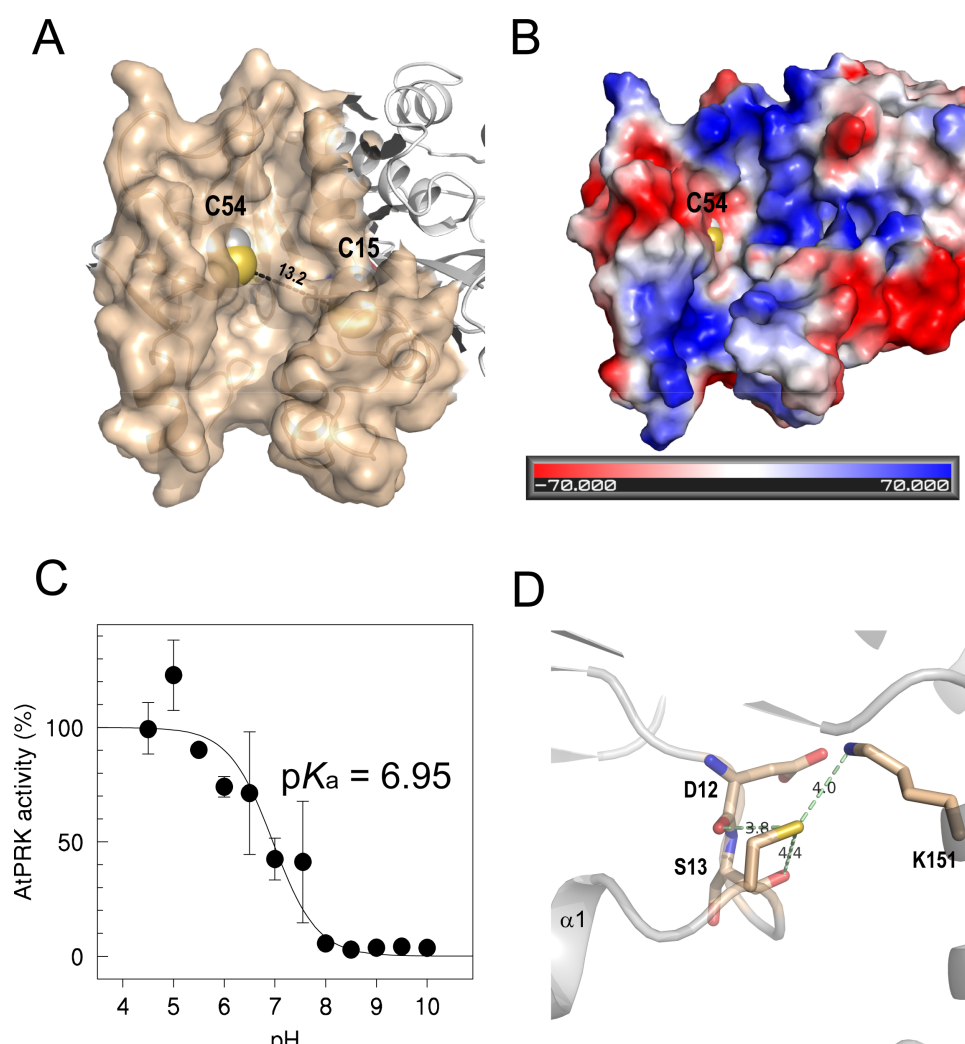 A
B
C54
C15
13.2
C54
−70.000 70.000
C
D
AtPRK activity (%)
100
50
0
pKa = 6.95
4 5 6 7 8 9 10
pH
D12
4.0
3.8
S13
4.4
K151
α1